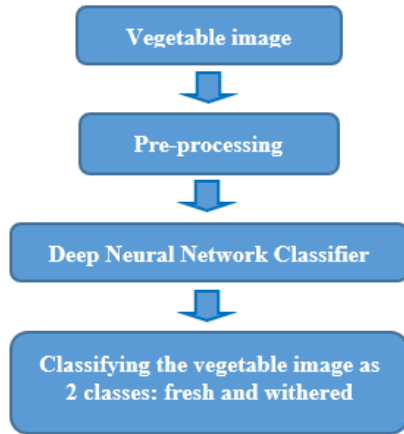 Vegetable image
Pre-processing
Deep Neural Network Classifier
Classifying the vegetable image as
2 classes: fresh and withered